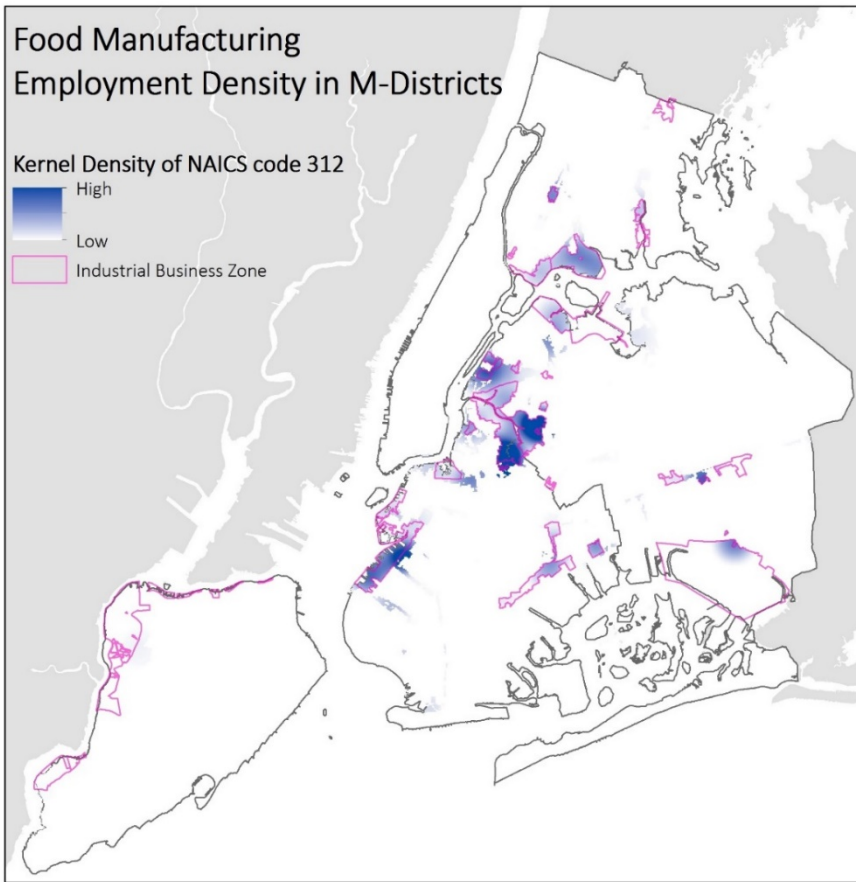 Food Manufacturing
Employment Density in M-Districts
Kernel Density of NAICS code 312
High
Low
Industrial Business Zone